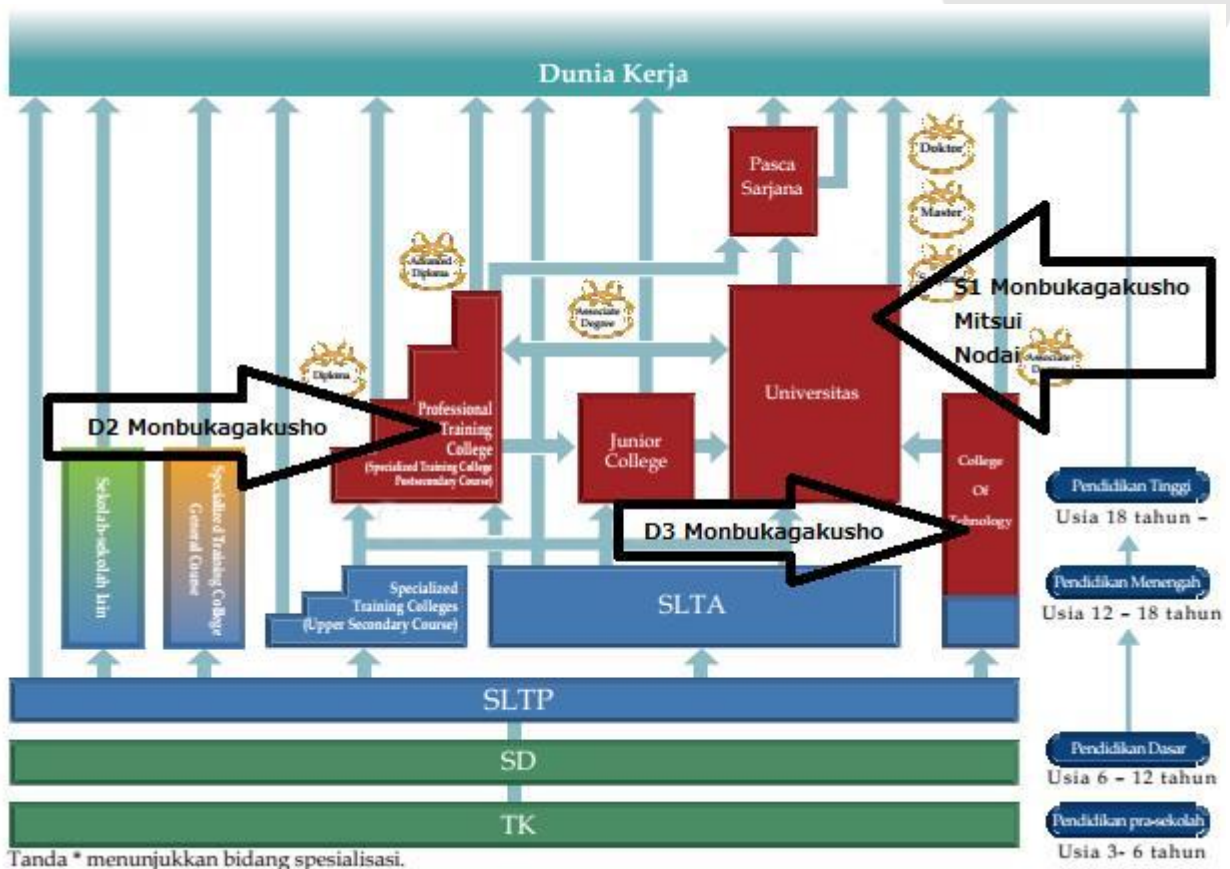 Dunia Kerja
Pasca
Sarjana
Doktor
Master
Advanced
Diploma
Associate
Degree
Diploma
S1 Monbukagakusho
Mitsui
Nodai
Associate
D2 Monbukagakusho
Professional
Training
College
(Specialized Training College
Postsecondary Course)
Junior
College
Universitas
College
Of
Tehnology
D3 Monbukagakusho
Sekolah-sekolah lain
Specialized Training College
General Course
Specialized
Training Colleges
(Upper Secondary Course)
SLTA
SLTP
SD
TK
Pendidikan Tinggi
Usia 18 tahun –
Pendidikan Menengah
Usia 12 – 18 tahun
Pendidikan Dasar
Usia 6 – 12 tahun
Pendidikan pra-sekolah
Usia 3- 6 tahun
Tanda * menunjukkan bidang spesialisasi.